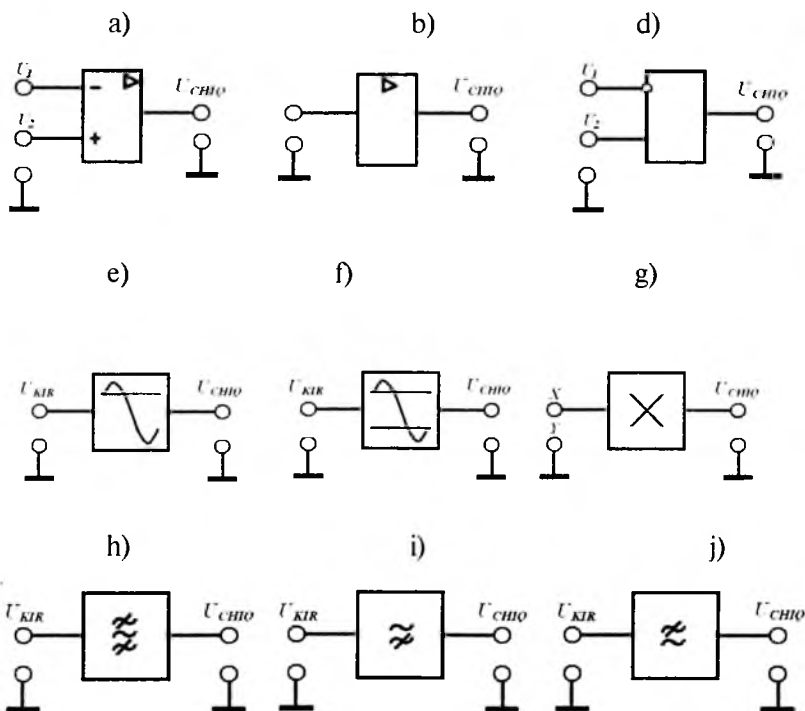 a) b) d)
U1 UCHIQ UCHIQ U1 UCHIQ
U2 U2
- +
e) f) g)
UKIR UCHIQ UKIR UCHIQ X UCHIQ
Y
h) i) j)
UKIR UCHIQ UKIR UCHIQ UKIR UCHIQ